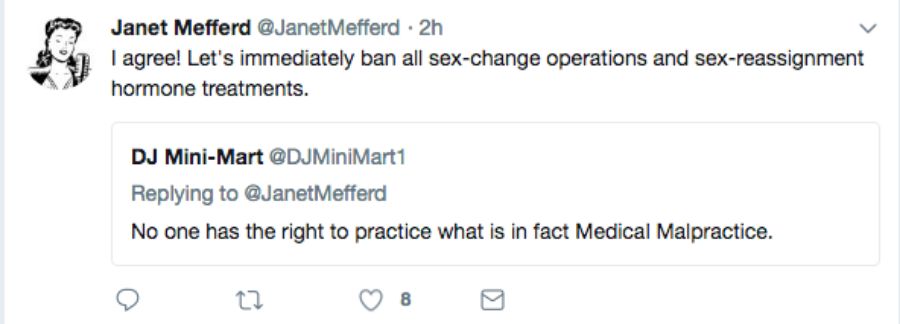 Janet Mefferd @JanetMefferd · 2h
I agree! Let's immediately ban all sex-change operations and sex-reassignment
hormone treatments.
DJ Mini-Mart @DJMiniMart1
Replying to @JanetMefferd
No one has the right to practice what is in fact Medical Malpractice.
8